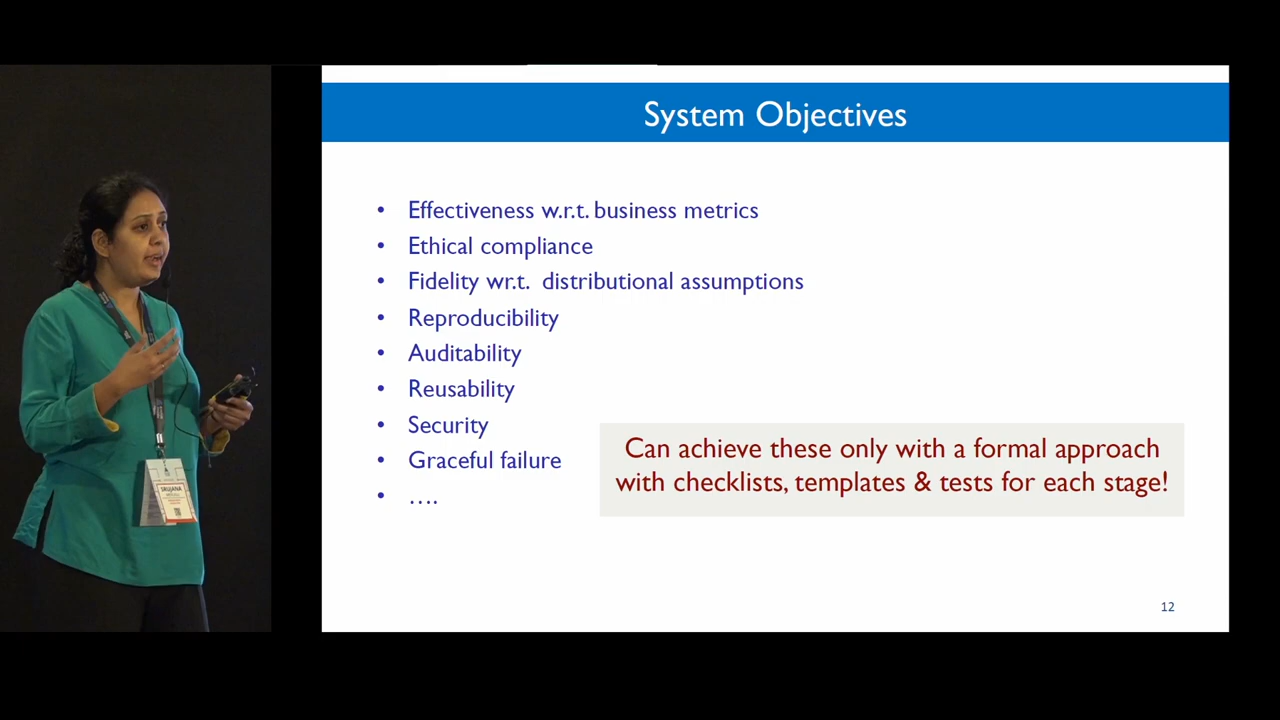 System Objectives
• Effectiveness w.r.t. business metrics
• Ethical compliance
• Fidelity wr.t. distributional assumptions
• Reproducibility
• Auditability
• Reusability
• Security
• Graceful failure
• ....
Can achieve these only with a formal approach
with checklists, templates & tests for each stage!
12
SRUJANA